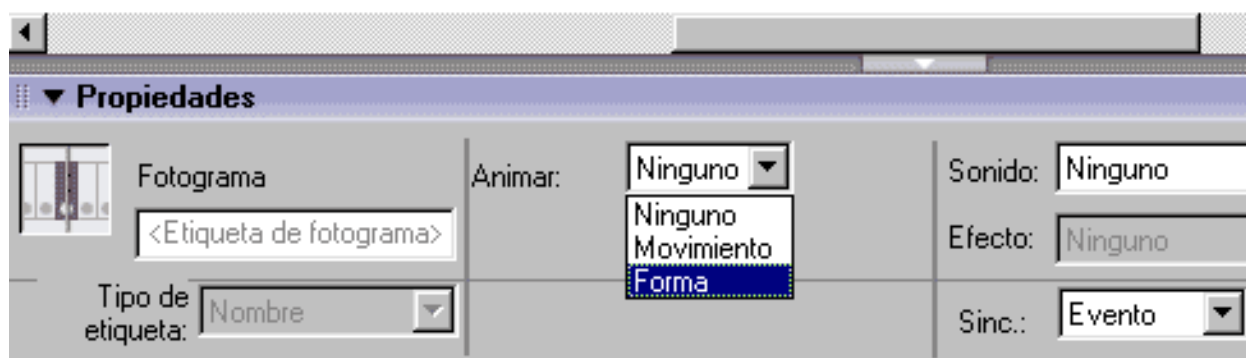 Propiedades
Fotograma
<Etiqueta de fotograma>
Tipo de
etiqueta:
Nombre
Animar:
Ninguno
Ninguno
Movimiento
Forma
Sonido:
Ninguno
Efecto:
Ninguno
Sinc.:
Evento